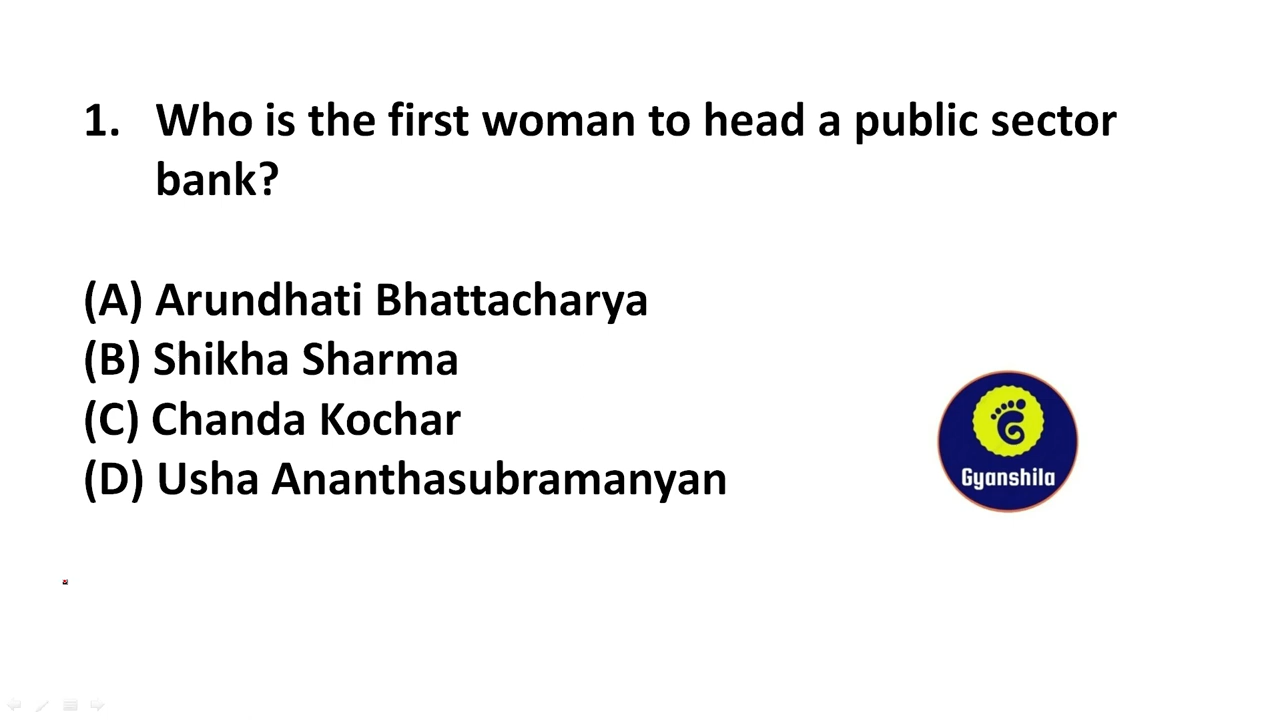 1. Who is the first woman to head a public sector
bank?
(A) Arundhati Bhattacharya
(B) Shikha Sharma
(C) Chanda Kochar
(D) Usha Ananthasubramanyan
Gyanshila